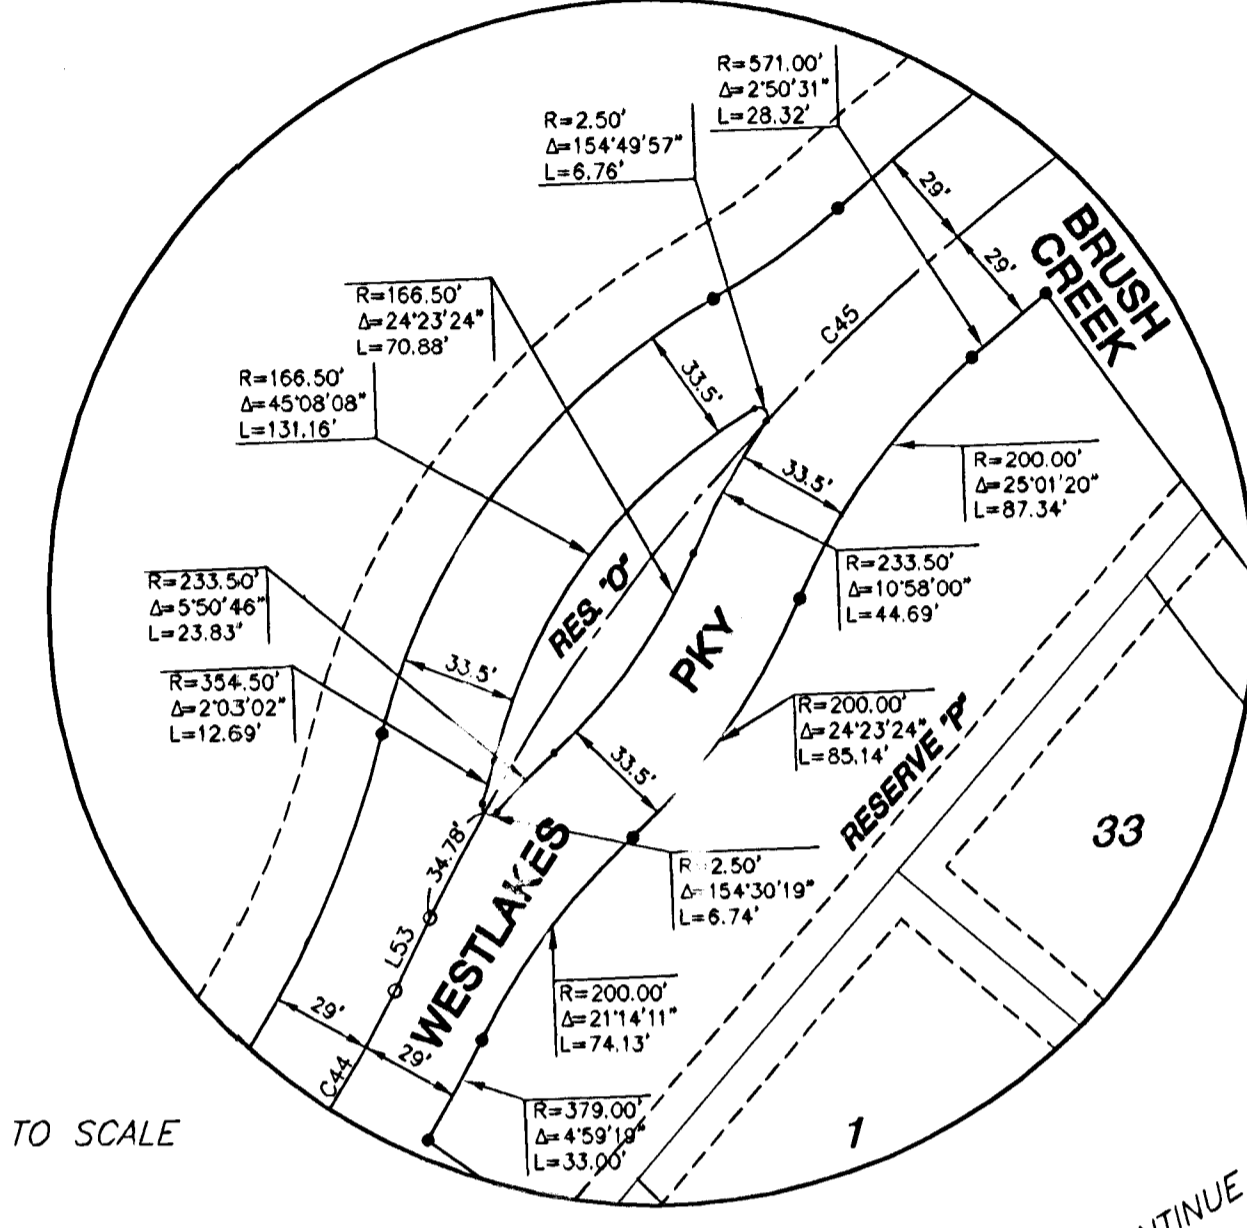 R=571.00'
Δ=2°50'31"
L=28.32'
R=2.50'
Δ=154°49'57"
L=6.76'
29'
29'
BRUSH
CREEK
R=166.50'
Δ=24°23'24"
L=70.88'
C45
33.5'
R=166.50'
Δ=45°08'08"
L=131.16'
33.5'
R=200.00'
Δ=25°01'20"
L=87.34'
R=233.50'
Δ=10°58'00"
L=44.69'
R=233.50'
Δ=5°50'46"
L=23.83'
RES. "O"
PKY
33.5'
R=354.50'
Δ=2°03'02"
L=12.69'
R=200.00'
Δ=24°23'24"
L=85.14'
33.5'
RESERVE "P"
33
34.78'
WESTLAKES
R=2.50'
Δ=154°30'19"
L=6.74'
L53
R=200.00'
Δ=21°14'11"
L=74.13'
29'
29'
C44
R=379.00'
Δ=4°59'19"
L=33.00'
TO SCALE
1
NTINUE